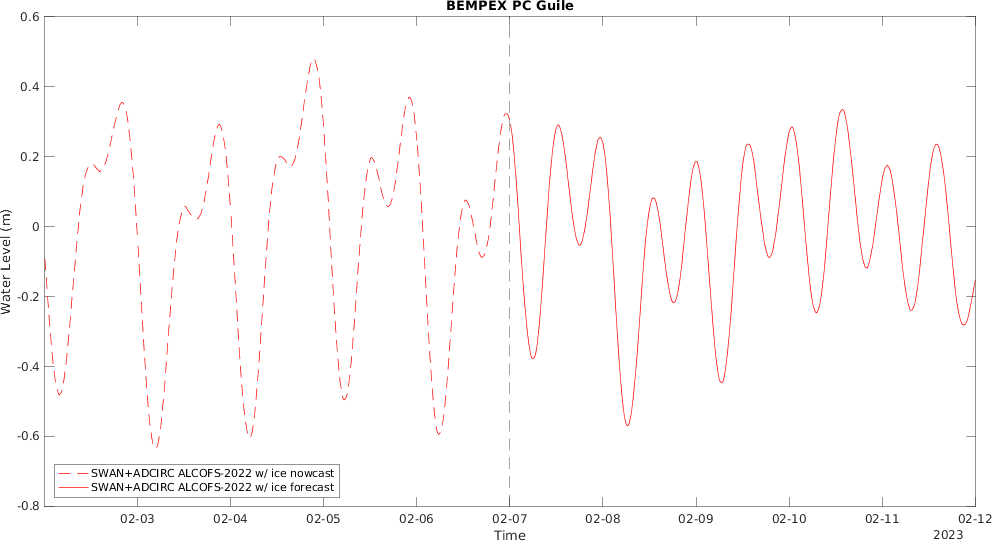 BEMPEX PC Guile
0.6
0.4
0.2
0
-0.2
-0.4
-0.6
-0.8
Water Level (m)
SWAN+ADCIRC ALCOFS-2022 w/ ice nowcast
SWAN+ADCIRC ALCOFS-2022 w/ ice forecast
02-03 02-04 02-05 02-06 02-07 02-08 02-09 02-10 02-11 02-12
Time
2023